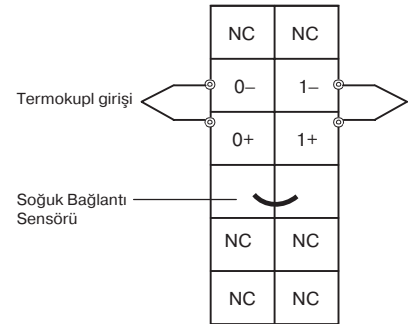 NC NC
Termokupl girişi 0– 1–
0+ 1+
Soğuk Bağlantı
Sensörü
NC NC
NC NC